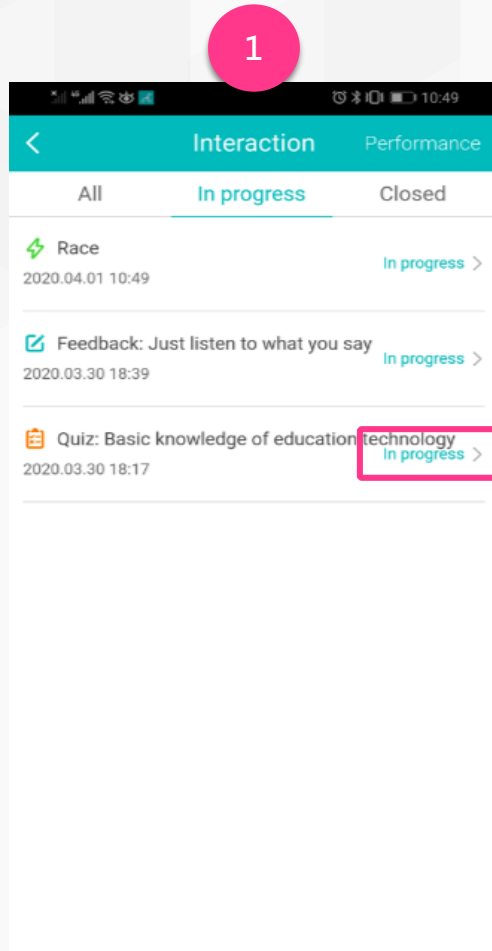 1
10:49
Interaction Performance
All In progress Closed
Race
In progress
2020.04.01 10:49
Feedback: Just listen to what you say
In progress
2020.03.30 18:39
Quiz: Basic knowledge of education technology
In progress
2020.03.30 18:17